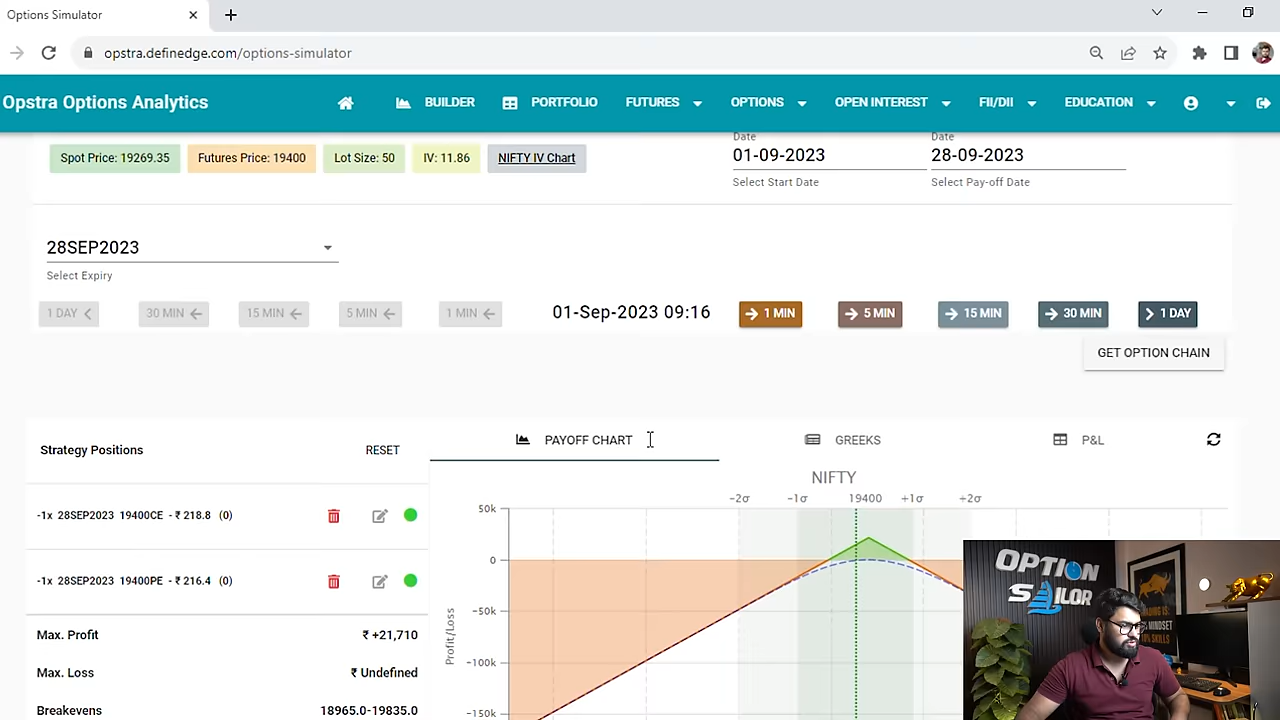 Options Simulator
opstra.definedge.com/options-simulator
Opstra Options Analytics
BUILDER
PORTFOLIO
FUTURES
OPTIONS
OPEN INTEREST
FII/DII
EDUCATION
Spot Price: 19269.35
Futures Price: 19400
Lot Size: 50
IV: 11.86
NIFTY IV Chart
Date
01-09-2023
Select Start Date
Date
28-09-2023
Select Pay-off Date
28SEP2023
Select Expiry
1 DAY
30 MIN
15 MIN
5 MIN
1 MIN
01-Sep-2023 09:16
1 MIN
5 MIN
15 MIN
30 MIN
1 DAY
GET OPTION CHAIN
Strategy Positions
RESET
PAYOFF CHART
GREEKS
P&L
-1x 28SEP2023 19400CE - ₹ 218.8 (0)
-1x 28SEP2023 19400PE - ₹ 216.4 (0)
Max. Profit
₹ +21,710
Max. Loss
₹ Undefined
Breakevens
18965.0-19835.0
NIFTY
-2σ
-1σ
19400
+1σ
+2σ
50k
0
-50k
-100k
-150k
Profit/Loss
OPTION
SAILOR